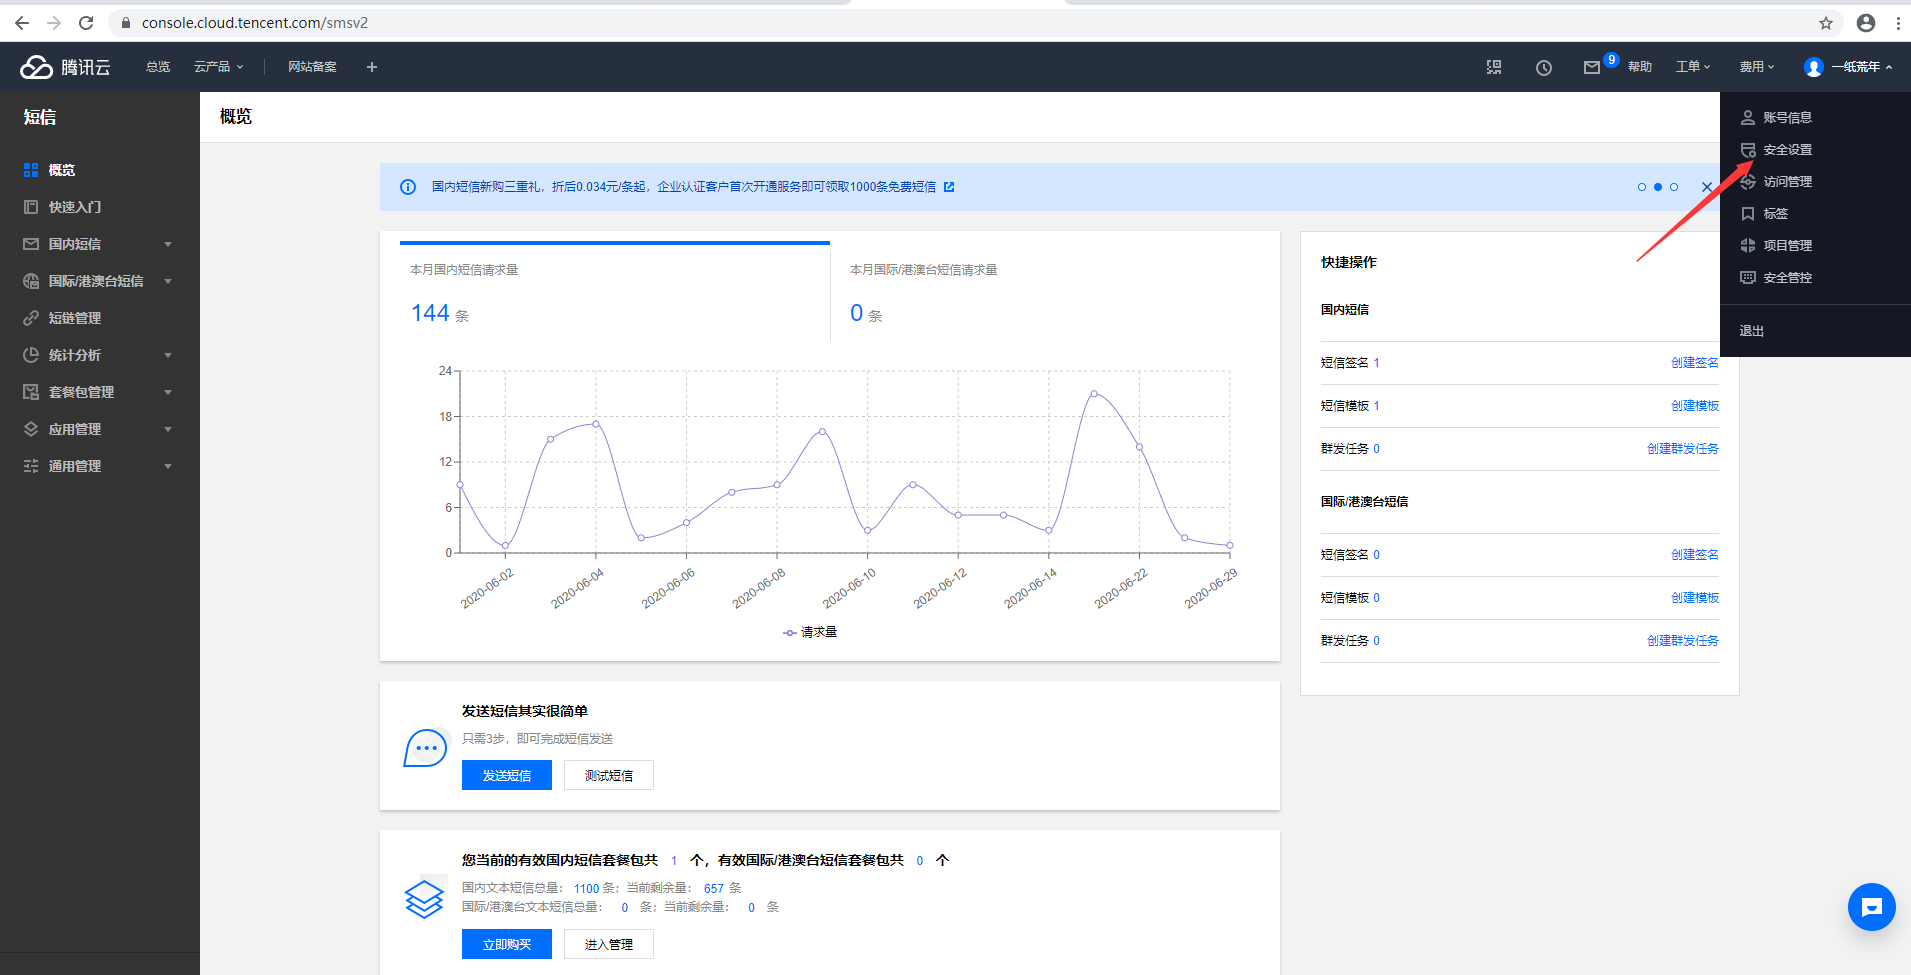 console.cloud.tencent.com/smsv2
腾讯云
总览
云产品
网站备案
9
帮助
工单
费用
一纸荒年
短信
概览
快速入门
国内短信
国际/港澳台短信
短链管理
统计分析
套餐包管理
应用管理
通用管理
概览
账号信息
安全设置
访问管理
标签
项目管理
安全管控
退出
国内短信新购三重礼，折后0.034元/条起，企业认证客户首次开通服务即可领取1000条免费短信
本月国内短信请求量
144 条
本月国际/港澳台短信请求量
0 条
24
18
12
6
0
2020-06-02
2020-06-04
2020-06-06
2020-06-08
2020-06-10
2020-06-12
2020-06-14
2020-06-22
2020-06-29
请求量
快捷操作
国内短信
短信签名 1 创建签名
短信模板 1 创建模板
群发任务 0 创建群发任务
国际/港澳台短信
短信签名 0 创建签名
短信模板 0 创建模板
群发任务 0 创建群发任务
发送短信其实很简单
只需3步，即可完成短信发送
发送短信
测试短信
您当前的有效国内短信套餐包共 1 个，有效国际/港澳台短信套餐包共 0 个
国内文本短信总量： 1100 条；当前剩余量： 657 条
国际/港澳台文本短信总量： 0 条；当前剩余量： 0 条
立即购买
进入管理